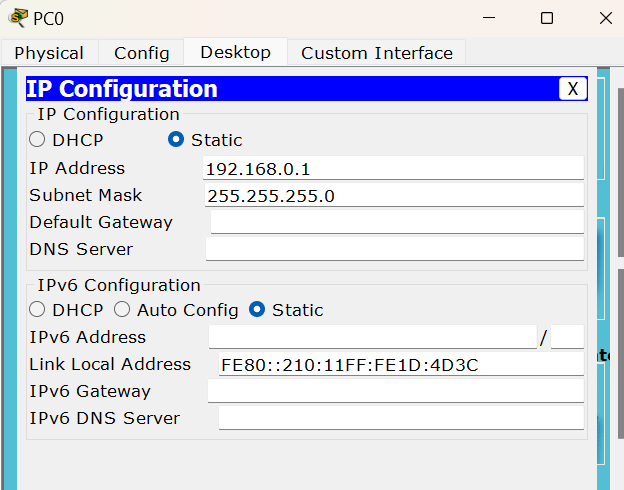 PC0
Physical Config Desktop Custom Interface
IP Configuration X
IP Configuration
DHCP Static
IP Address 192.168.0.1
Subnet Mask 255.255.255.0
Default Gateway
DNS Server
IPv6 Configuration
DHCP Auto Config Static
IPv6 Address /
Link Local Address FE80::210:11FF:FE1D:4D3C
IPv6 Gateway
IPv6 DNS Server